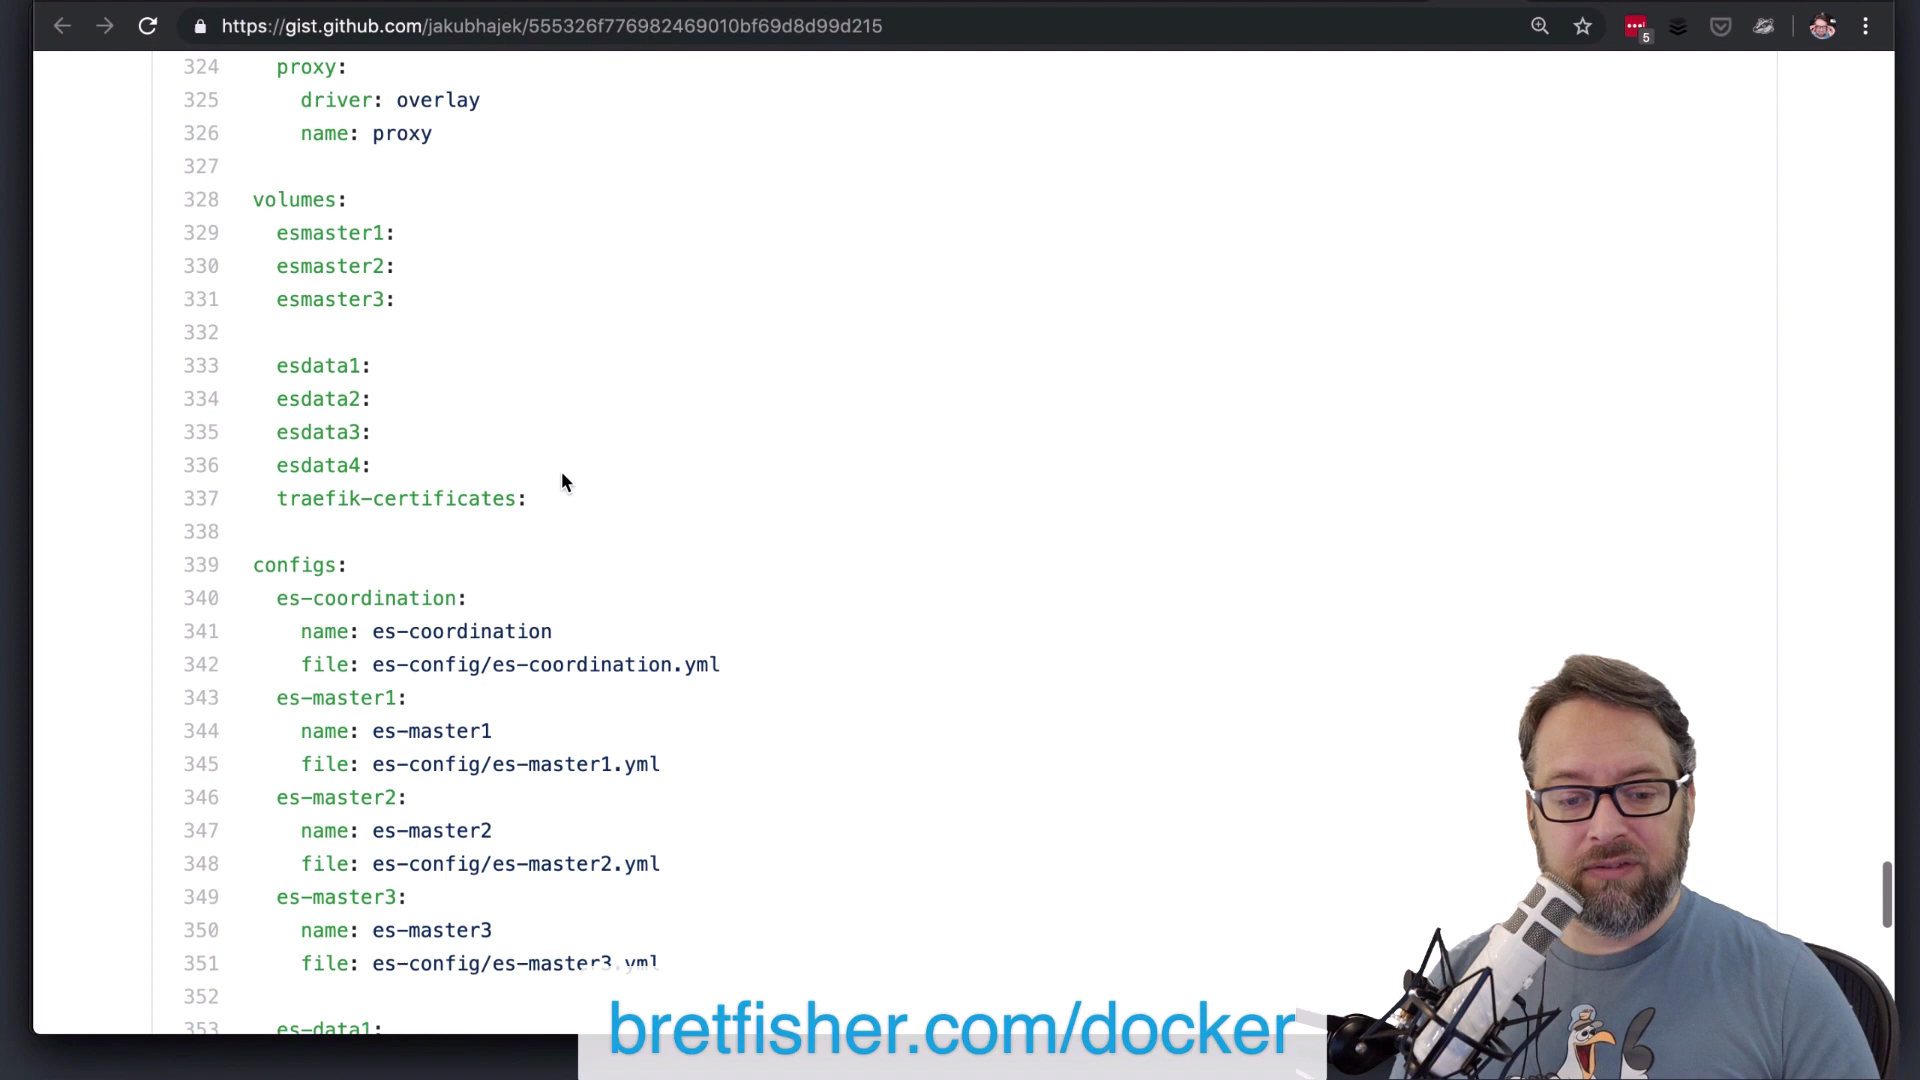 https://gist.github.com/jakubhajek/555326f776982469010bf69d8d99d215
5
324 proxy:
325 driver: overlay
326 name: proxy
327
328 volumes:
329 esmaster1:
330 esmaster2:
331 esmaster3:
332
333 esdata1:
334 esdata2:
335 esdata3:
336 esdata4:
337 traefik-certificates:
338
339 configs:
340 es-coordination:
341 name: es-coordination
342 file: es-config/es-coordination.yml
343 es-master1:
344 name: es-master1
345 file: es-config/es-master1.yml
346 es-master2:
347 name: es-master2
348 file: es-config/es-master2.yml
349 es-master3:
350 name: es-master3
351 file: es-config/es-master3.yml
352
353 es-data1:
bretfisher.com/docker